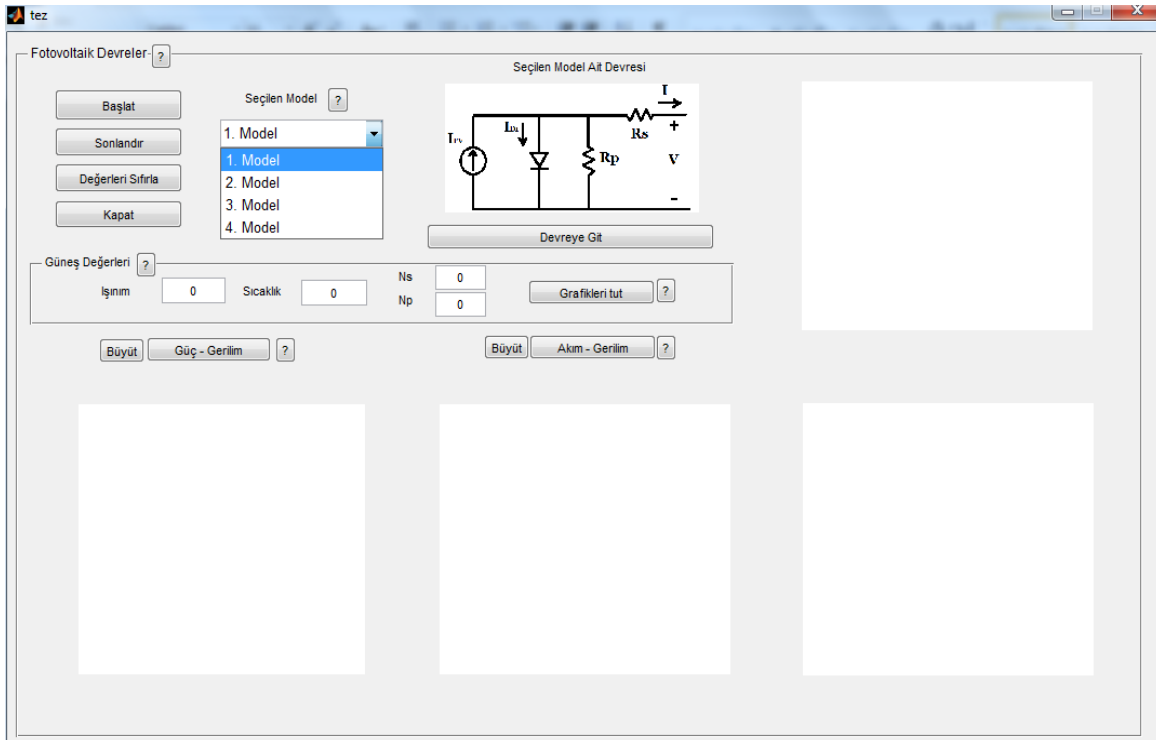 tez
Fotovoltaik Devreler ?
Başlat
Sonlandır
Değerleri Sıfırla
Kapat
Seçilen Model ?
1. Model
1. Model
2. Model
3. Model
4. Model
Seçilen Model Ait Devresi
I
Ipv
ID1
Rs
Rp
+
V
-
Devreye Git
Güneş Değerleri ?
Işınım 0 Sıcaklık 0
Ns 0
Np 0
Grafikleri tut ?
Büyüt Güç - Gerilim ?
Büyüt Akım - Gerilim ?